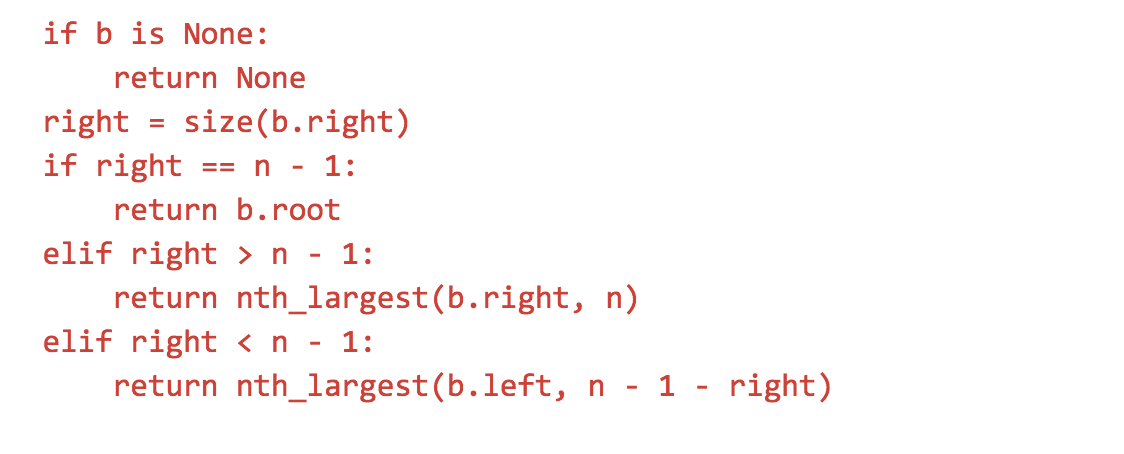 if b is None:
    return None
right = size(b.right)
if right == n - 1:
    return b.root
elif right > n - 1:
    return nth_largest(b.right, n)
elif right < n - 1:
    return nth_largest(b.left, n - 1 - right)